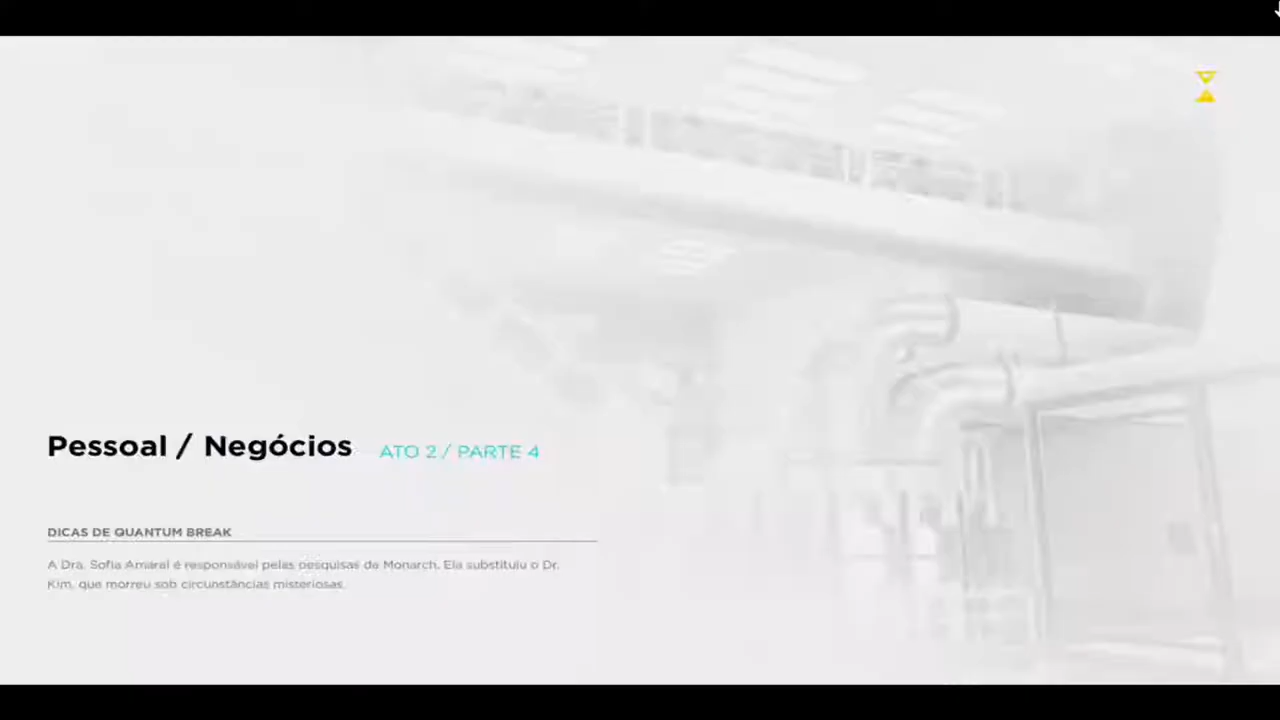 Pessoal / Negócios ATO 2 / PARTE 4
DICAS DE QUANTUM BREAK
A Dra. Sofia Amaral é responsável pelas pesquisas da Monarch. Ela substituiu o Dr.
Kim, que morreu sob circunstâncias misteriosas.